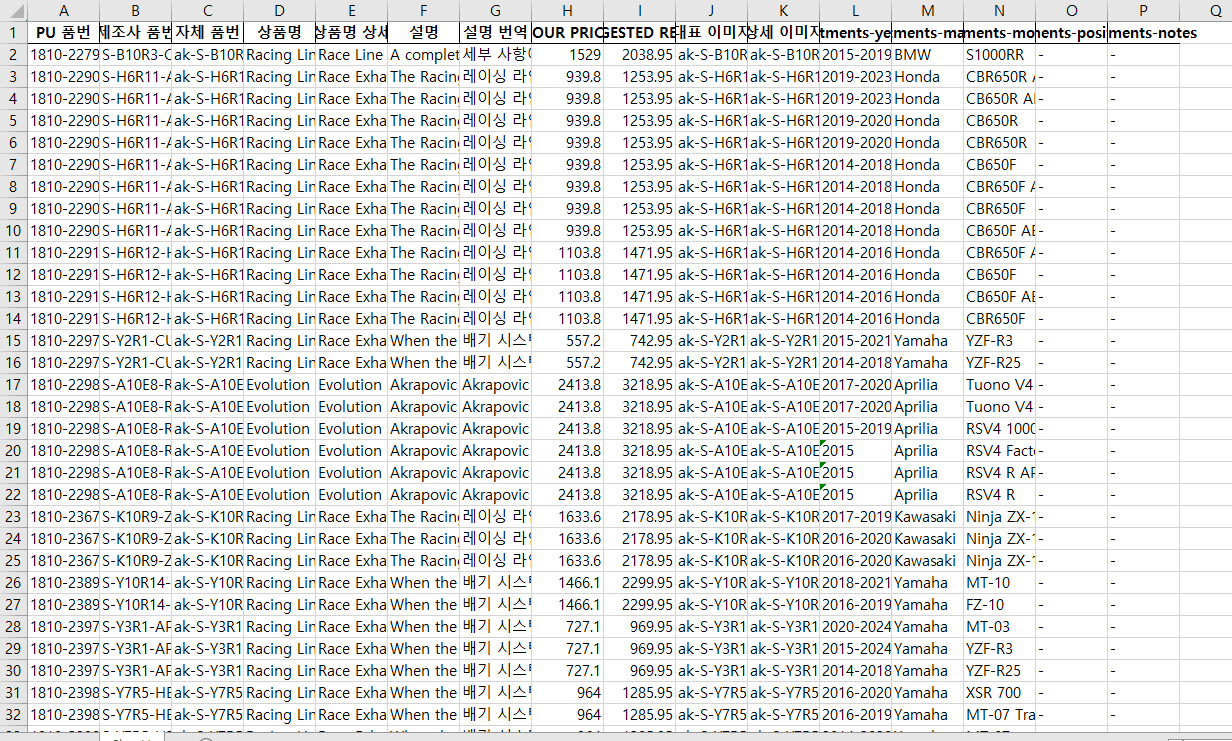 A B C D E F G H I J K L M N O P Q
1 PU 품번 제조사 품번 자체 품번 상품명 상품명 상세 설명 설명 번역 OUR PRIC GESTED RE 대표 이미지 상세 이미지 tments-ye ments-ma ments-mo ments-posi ments-notes
2 1810-2279 S-B10R3-C ak-S-B10R Racing Lin Race Line A complet 세부 사항 1529 2038.95 ak-S-B10R ak-S-B10R 2015-2019 BMW S1000RR - -
3 1810-2290 S-H6R11-A ak-S-H6R1 Racing Lin Race Exha The Racing 레이싱 라 939.8 1253.95 ak-S-H6R1 ak-S-H6R1 2019-2023 Honda CBR650R A - -
4 1810-2290 S-H6R11-A ak-S-H6R1 Racing Lin Race Exha The Racing 레이싱 라 939.8 1253.95 ak-S-H6R1 ak-S-H6R1 2019-2023 Honda CB650R A - -
5 1810-2290 S-H6R11-A ak-S-H6R1 Racing Lin Race Exha The Racing 레이싱 라 939.8 1253.95 ak-S-H6R1 ak-S-H6R1 2019-2020 Honda CB650R - -
6 1810-2290 S-H6R11-A ak-S-H6R1 Racing Lin Race Exha The Racing 레이싱 라 939.8 1253.95 ak-S-H6R1 ak-S-H6R1 2019-2020 Honda CBR650R - -
7 1810-2290 S-H6R11-A ak-S-H6R1 Racing Lin Race Exha The Racing 레이싱 라 939.8 1253.95 ak-S-H6R1 ak-S-H6R1 2014-2018 Honda CB650F - -
8 1810-2290 S-H6R11-A ak-S-H6R1 Racing Lin Race Exha The Racing 레이싱 라 939.8 1253.95 ak-S-H6R1 ak-S-H6R1 2014-2018 Honda CBR650F A - -
9 1810-2290 S-H6R11-A ak-S-H6R1 Racing Lin Race Exha The Racing 레이싱 라 939.8 1253.95 ak-S-H6R1 ak-S-H6R1 2014-2018 Honda CBR650F - -
10 1810-2290 S-H6R11-A ak-S-H6R1 Racing Lin Race Exha The Racing 레이싱 라 939.8 1253.95 ak-S-H6R1 ak-S-H6R1 2014-2018 Honda CB650F AB - -
11 1810-2291 S-H6R12-H ak-S-H6R1 Racing Lin Race Exha The Racing 레이싱 라 1103.8 1471.95 ak-S-H6R1 ak-S-H6R1 2014-2016 Honda CBR650F A - -
12 1810-2291 S-H6R12-H ak-S-H6R1 Racing Lin Race Exha The Racing 레이싱 라 1103.8 1471.95 ak-S-H6R1 ak-S-H6R1 2014-2016 Honda CB650F - -
13 1810-2291 S-H6R12-H ak-S-H6R1 Racing Lin Race Exha The Racing 레이싱 라 1103.8 1471.95 ak-S-H6R1 ak-S-H6R1 2014-2016 Honda CB650F AB - -
14 1810-2291 S-H6R12-H ak-S-H6R1 Racing Lin Race Exha The Racing 레이싱 라 1103.8 1471.95 ak-S-H6R1 ak-S-H6R1 2014-2016 Honda CBR650F - -
15 1810-2297 S-Y2R1-CU ak-S-Y2R1 Racing Lin Race Exha When the 배기 시스 557.2 742.95 ak-S-Y2R1 ak-S-Y2R1 2015-2021 Yamaha YZF-R3 - -
16 1810-2297 S-Y2R1-CU ak-S-Y2R1 Racing Lin Race Exha When the 배기 시스 557.2 742.95 ak-S-Y2R1 ak-S-Y2R1 2014-2018 Yamaha YZF-R25 - -
17 1810-2298 S-A10E8-R ak-S-A10E Evolution Evolution Akrapovic Akrapovic 2413.8 3218.95 ak-S-A10E ak-S-A10E 2017-2020 Aprilia Tuono V4 - -
18 1810-2298 S-A10E8-R ak-S-A10E Evolution Evolution Akrapovic Akrapovic 2413.8 3218.95 ak-S-A10E ak-S-A10E 2017-2020 Aprilia Tuono V4 - -
19 1810-2298 S-A10E8-R ak-S-A10E Evolution Evolution Akrapovic Akrapovic 2413.8 3218.95 ak-S-A10E ak-S-A10E 2015-2019 Aprilia RSV4 1000 - -
20 1810-2298 S-A10E8-R ak-S-A10E Evolution Evolution Akrapovic Akrapovic 2413.8 3218.95 ak-S-A10E ak-S-A10E 2015 Aprilia RSV4 Fact - -
21 1810-2298 S-A10E8-R ak-S-A10E Evolution Evolution Akrapovic Akrapovic 2413.8 3218.95 ak-S-A10E ak-S-A10E 2015 Aprilia RSV4 R AP - -
22 1810-2298 S-A10E8-R ak-S-A10E Evolution Evolution Akrapovic Akrapovic 2413.8 3218.95 ak-S-A10E ak-S-A10E 2015 Aprilia RSV4 R - -
23 1810-2367 S-K10R9-Z ak-S-K10R Racing Lin Race Exha The Racing 레이싱 라 1633.6 2178.95 ak-S-K10R ak-S-K10R 2017-2019 Kawasaki Ninja ZX-1 - -
24 1810-2367 S-K10R9-Z ak-S-K10R Racing Lin Race Exha The Racing 레이싱 라 1633.6 2178.95 ak-S-K10R ak-S-K10R 2016-2020 Kawasaki Ninja ZX-1 - -
25 1810-2367 S-K10R9-Z ak-S-K10R Racing Lin Race Exha The Racing 레이싱 라 1633.6 2178.95 ak-S-K10R ak-S-K10R 2016-2020 Kawasaki Ninja ZX-1 - -
26 1810-2389 S-Y10R14- ak-S-Y10R Racing Lin Race Exha When the 배기 시스 1466.1 2299.95 ak-S-Y10R ak-S-Y10R 2018-2021 Yamaha MT-10 - -
27 1810-2389 S-Y10R14- ak-S-Y10R Racing Lin Race Exha When the 배기 시스 1466.1 2299.95 ak-S-Y10R ak-S-Y10R 2016-2019 Yamaha FZ-10 - -
28 1810-2397 S-Y3R1-AP ak-S-Y3R1 Racing Lin Race Exha When the 배기 시스 727.1 969.95 ak-S-Y3R1 ak-S-Y3R1 2020-2024 Yamaha MT-03 - -
29 1810-2397 S-Y3R1-AP ak-S-Y3R1 Racing Lin Race Exha When the 배기 시스 727.1 969.95 ak-S-Y3R1 ak-S-Y3R1 2015-2024 Yamaha YZF-R3 - -
30 1810-2397 S-Y3R1-AP ak-S-Y3R1 Racing Lin Race Exha When the 배기 시스 727.1 969.95 ak-S-Y3R1 ak-S-Y3R1 2014-2018 Yamaha YZF-R25 - -
31 1810-2398 S-Y7R5-HE ak-S-Y7R5 Racing Lin Race Exha When the 배기 시스 964 1285.95 ak-S-Y7R5 ak-S-Y7R5 2016-2020 Yamaha XSR 700 - -
32 1810-2398 S-Y7R5-HE ak-S-Y7R5 Racing Lin Race Exha When the 배기 시스 964 1285.95 ak-S-Y7R5 ak-S-Y7R5 2016-2019 Yamaha MT-07 Tra - -